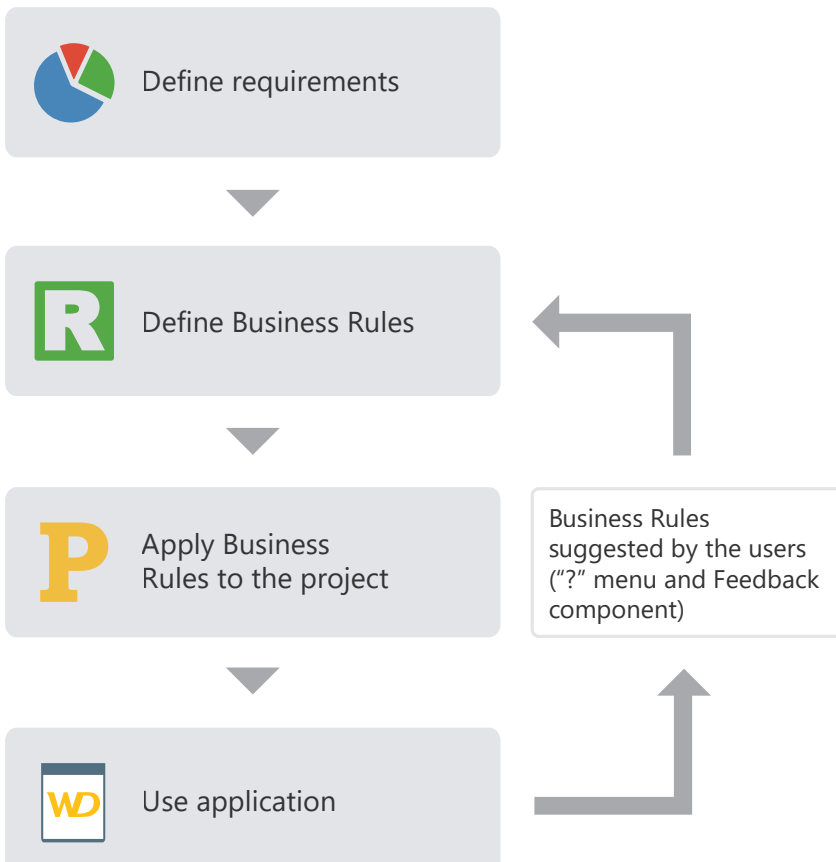 Define requirements
R
Define Business Rules
P
Apply Business
Rules to the project
Business Rules
suggested by the users
(“?” menu and Feedback
component)
WD
Use application